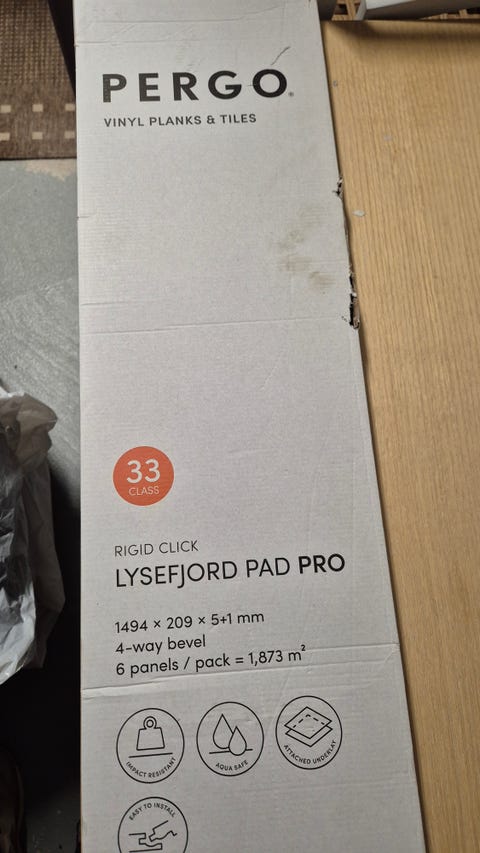 PERGO®
VINYL PLANKS & TILES
33
CLASS
RIGID CLICK
LYSEFJORD PAD PRO
1494 × 209 × 5+1 mm
4-way bevel
6 panels / pack = 1,873 m²
IMPACT RESISTANT
AQUA SAFE
ATTACHED UNDERLAY
EASY TO INSTALL